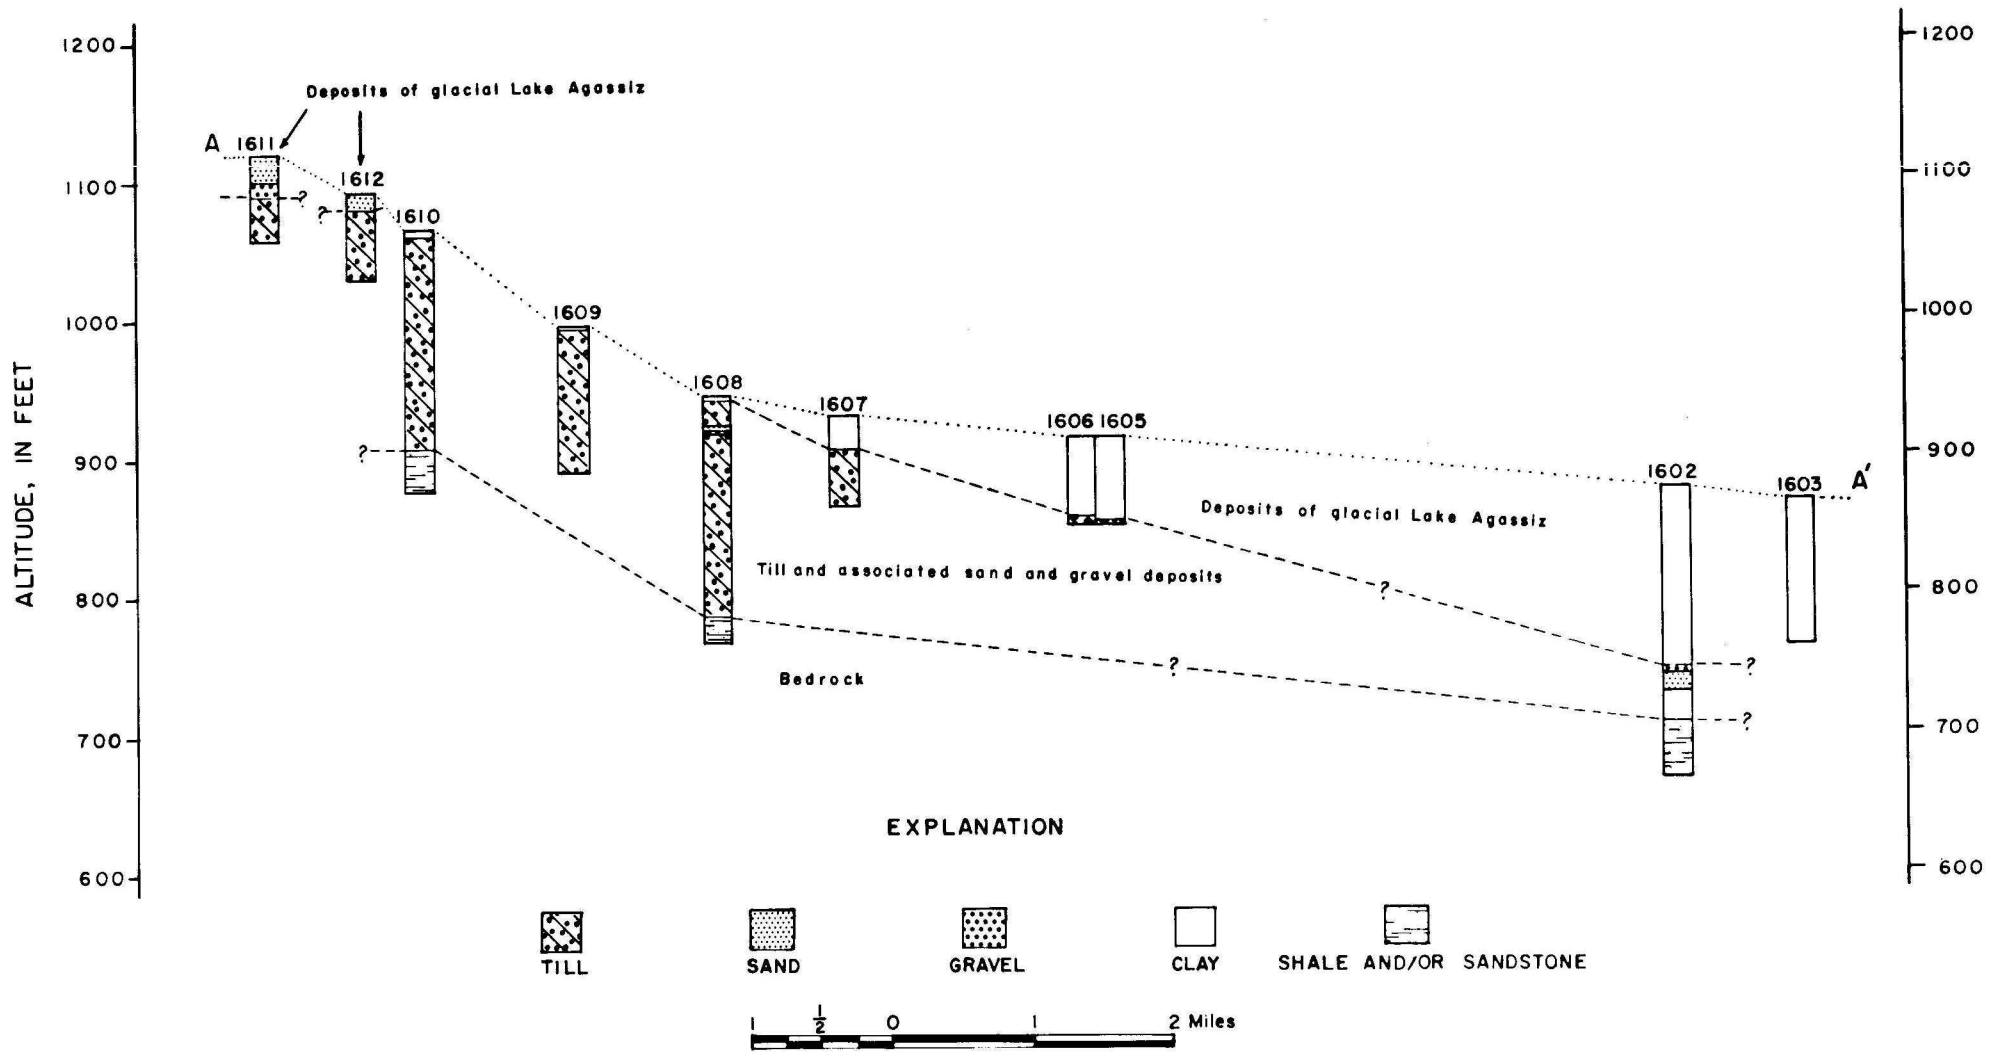 1200
1200
Deposits of glacial Lake Agassiz
A
1611
1100
1100
1612
?
?
1610
1000
1000
1609
1608
1607
1606 1605
900
900
?
1602
1603
A'
Deposits of glacial Lake Agassiz
Till and associated sand and gravel deposits
?
800
800
ALTITUDE, IN FEET
?
?
Bedrock
?
700
700
EXPLANATION
600
600
TILL
SAND
GRAVEL
CLAY
SHALE AND/OR SANDSTONE
1 1/2 0 1 2 Miles